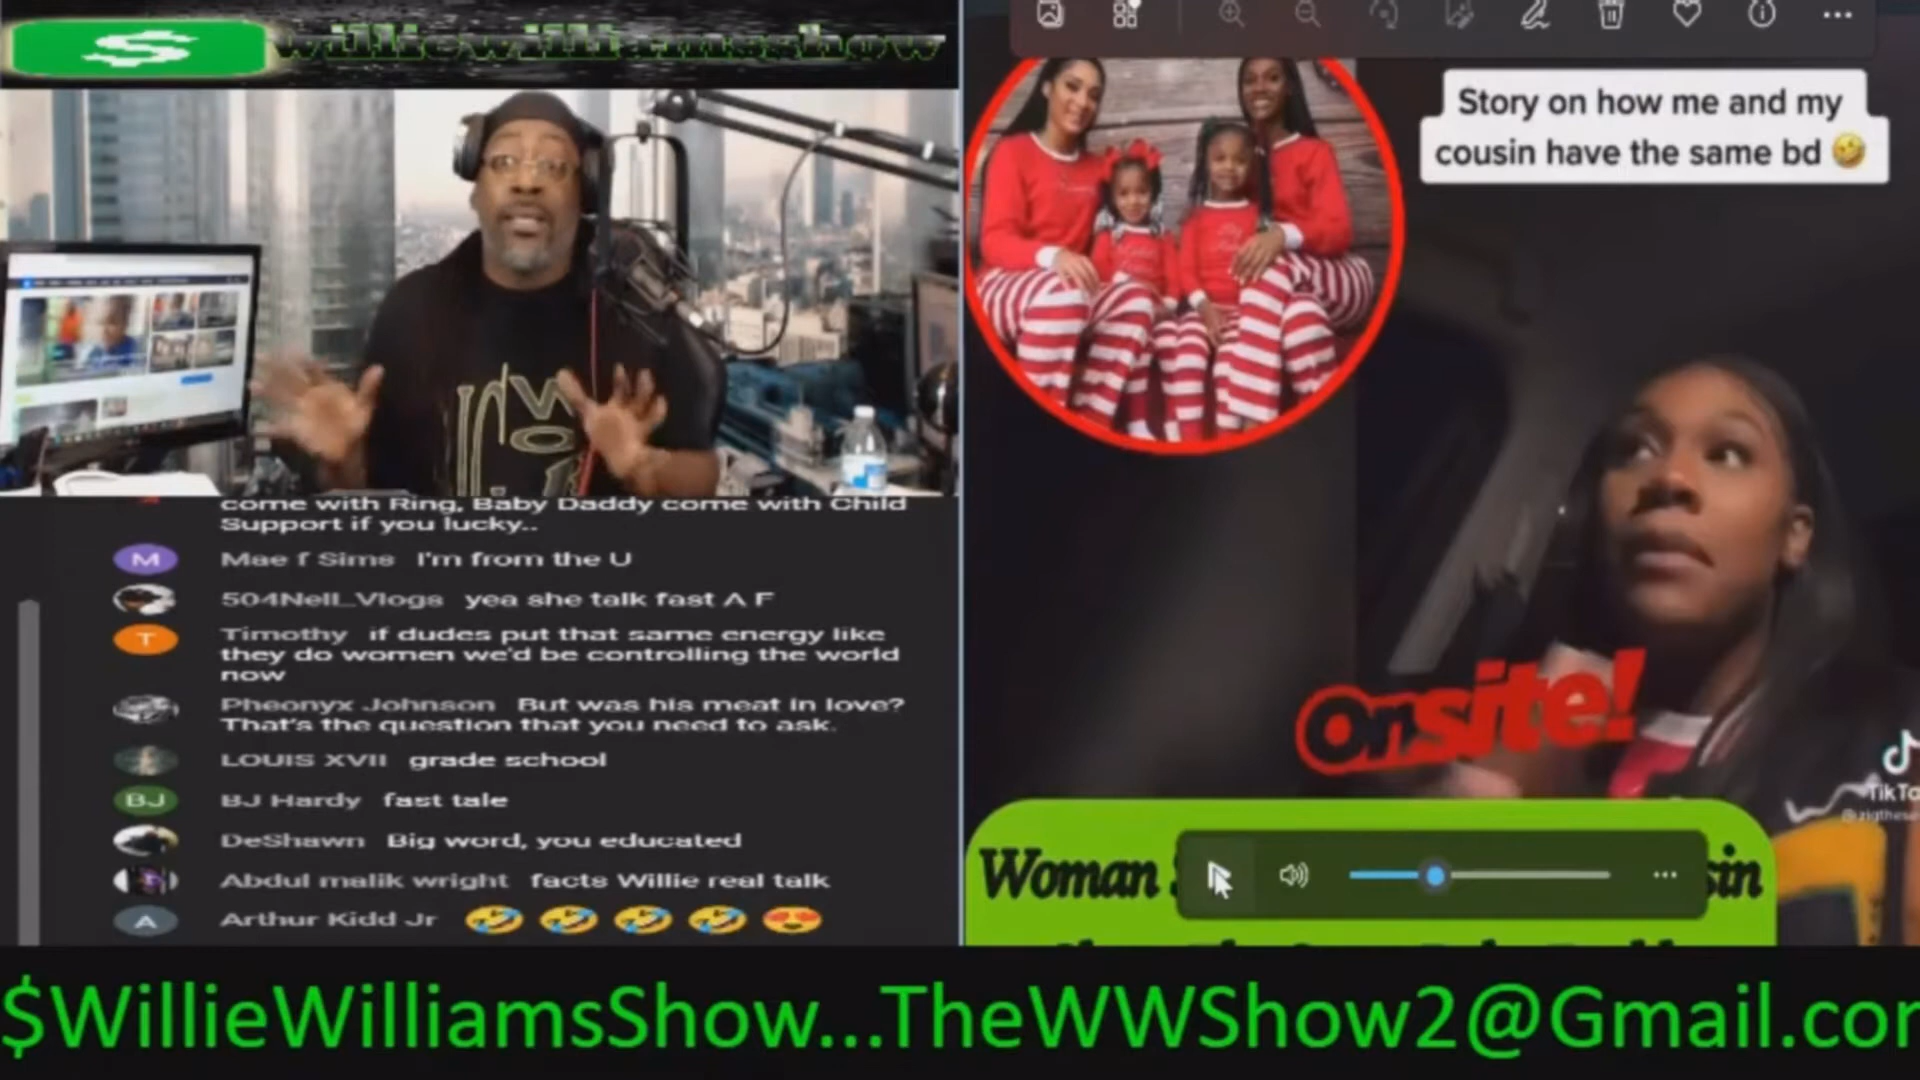 williewilliamsshow
come with Ring, Baby Daddy come with Child
Support if you lucky..
M Mae f Sims I'm from the U
504Nell_Vlogs yea she talk fast A F
T Timothy if dudes put that same energy like
they do women we'd be controlling the world
now
Pheonyx Johnson But was his meat in love?
That's the question that you need to ask.
LOUIS XVII grade school
BJ BJ Hardy fast tale
DeShawn Big word, you educated
Abdul malik wright facts Willie real talk
A Arthur Kidd Jr 🤣🤣🤣🤣😍
Story on how me and my
cousin have the same bd 🤣
Onsite!
TikTo
Woman
$WillieWilliamsShow...TheWWShow2@Gmail.cor